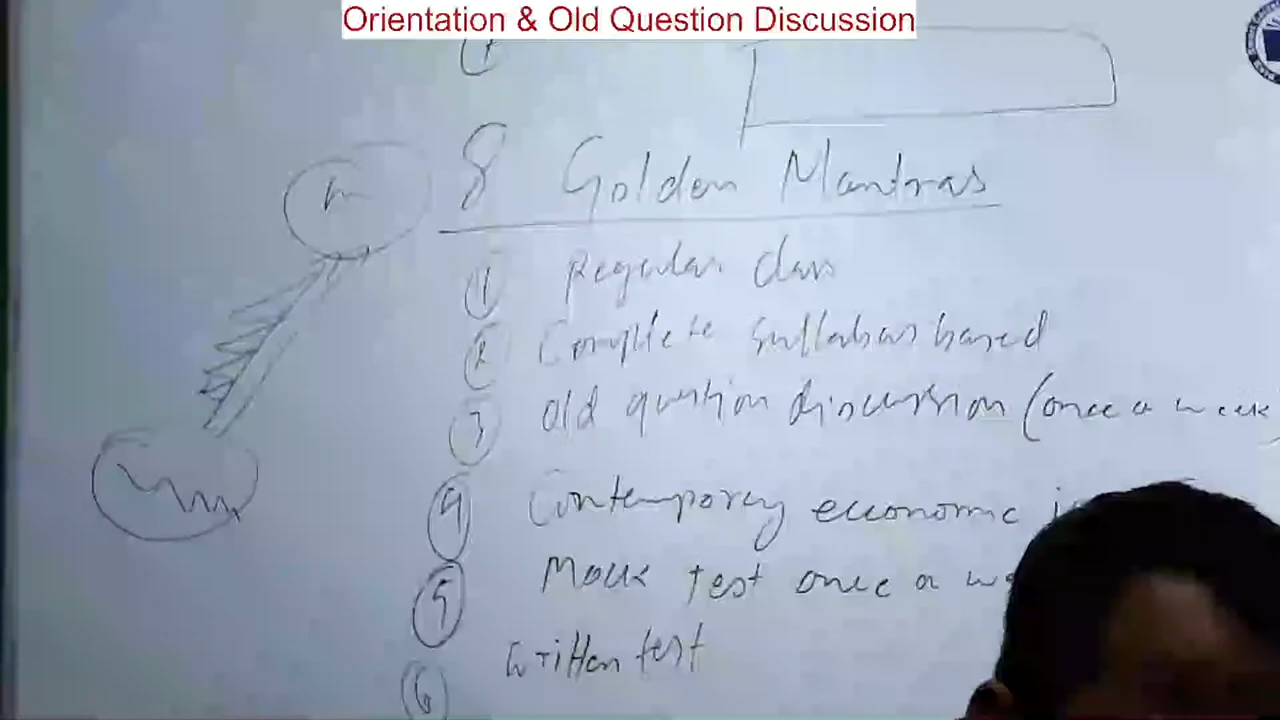 Orientation & Old Question Discussion
8 Golden Mantras
① Regular class
② Complete syllabus based
③ Old question discussion (once a week
④ Contemporary economic
⑤ Mock test once a
⑥ written test